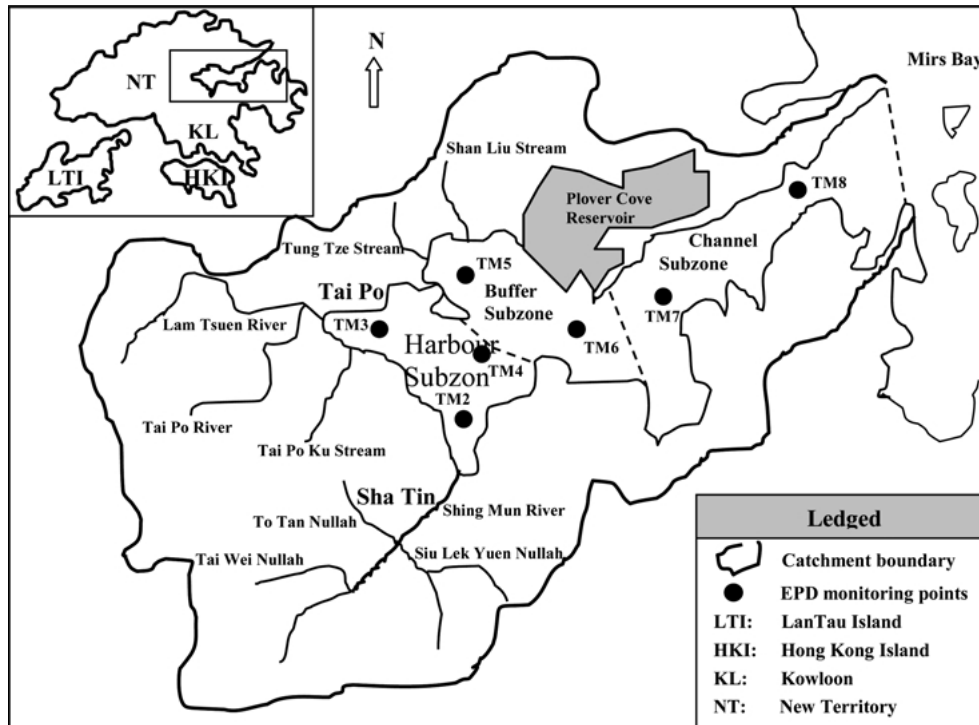 N
Mirs Bay
NT
KL
LTI
HKI
Shan Liu Stream
TM8
Plover Cove
Reservoir
Tung Tze Stream
Channel
Subzone
TM5
Buffer
Subzone
Tai Po
Lam Tsuen River
TM3
TM7
TM6
Harbour
Subzon
TM4
TM2
Tai Po River
Tai Po Ku Stream
Sha Tin
Shing Mun River
To Tan Nullah
Tai Wei Nullah
Siu Lek Yuen Nullah
Ledged
Catchment boundary
EPD monitoring points
LTI: LanTau Island
HKI: Hong Kong Island
KL: Kowloon
NT: New Territory